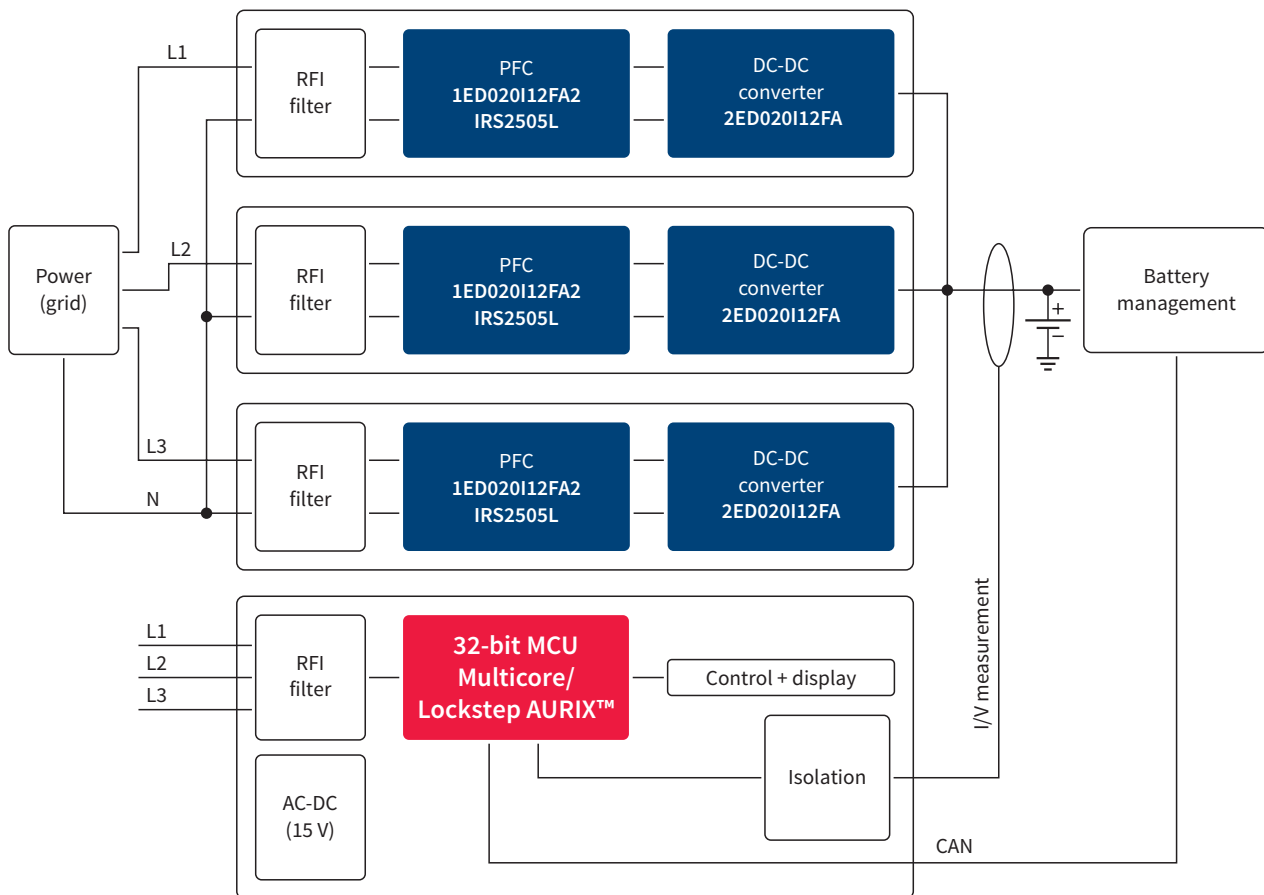 L1
RFI
filter
PFC
1ED020I12FA2
IRS2505L
DC-DC
converter
2ED020I12FA
Power
(grid)
L2
RFI
filter
PFC
1ED020I12FA2
IRS2505L
DC-DC
converter
2ED020I12FA
+
−
Battery
management
L3
N
RFI
filter
PFC
1ED020I12FA2
IRS2505L
DC-DC
converter
2ED020I12FA
L1
L2
L3
RFI
filter
32-bit MCU
Multicore/
Lockstep AURIX™
Control + display
I/V measurement
Isolation
AC-DC
(15 V)
CAN